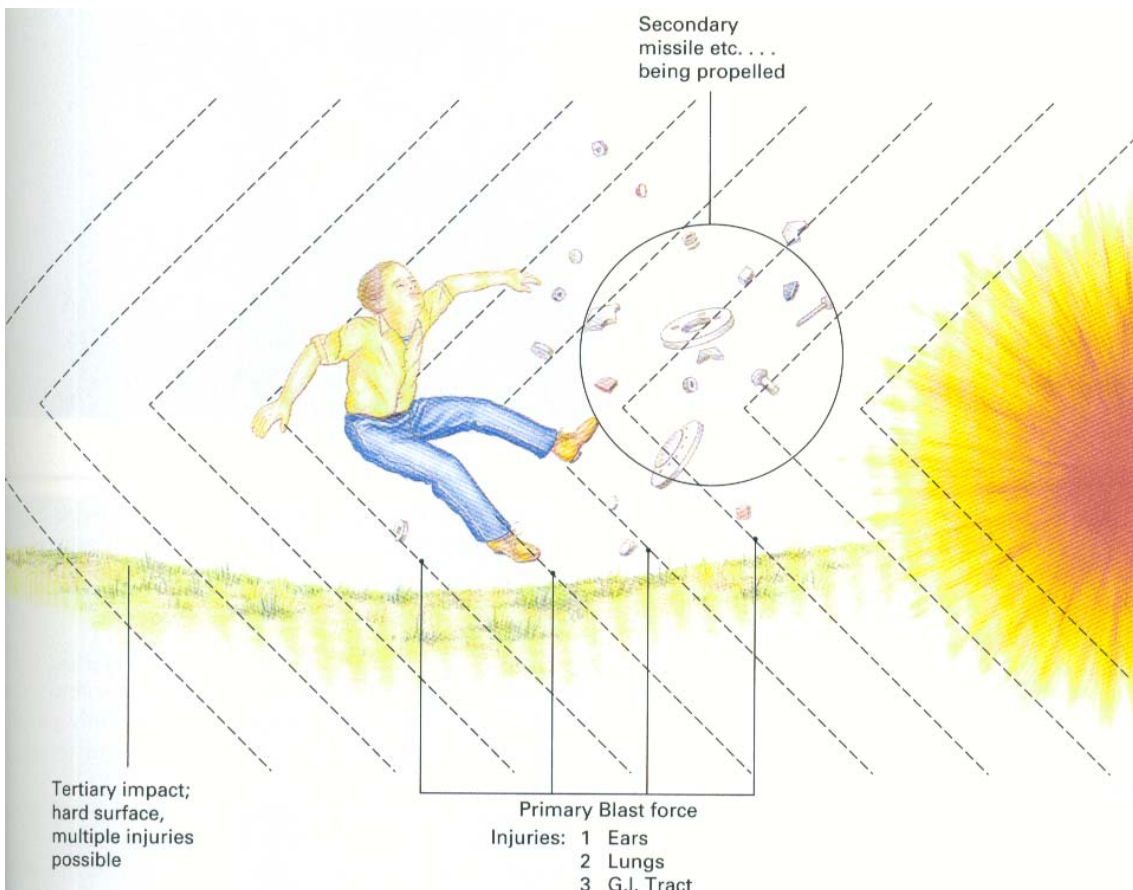 Secondary
missile etc. . . .
being propelled
Tertiary impact;
hard surface,
multiple injuries
possible
Primary Blast force
Injuries: 1 Ears
2 Lungs
3 G.I. Tract